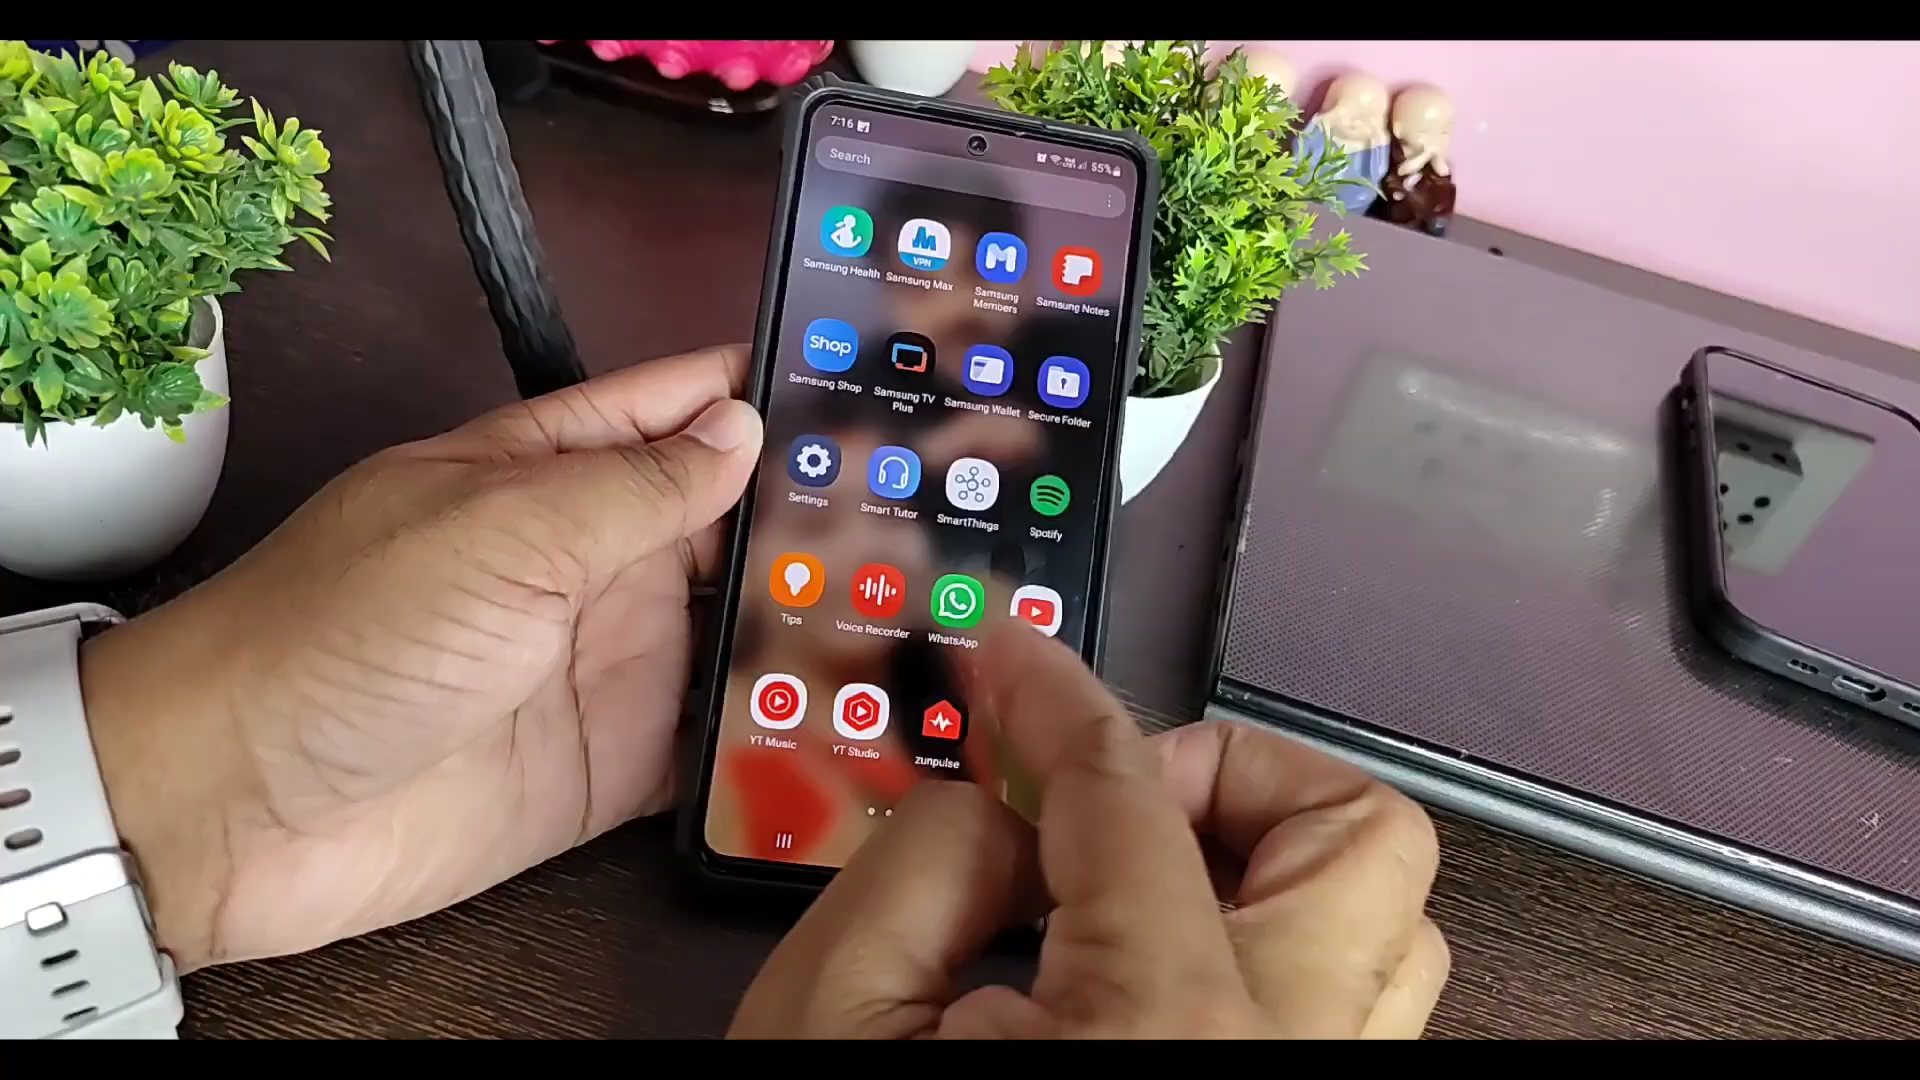 7:16
55%
Search
VPN
Samsung Health
Samsung Max
Samsung
Members
Samsung Notes
Shop
Samsung Shop
Samsung TV
Plus
Samsung Wallet
Secure Folder
Settings
Smart Tutor
SmartThings
Spotify
Tips
Voice Recorder
WhatsApp
YT Music
YT Studio
zunpulse